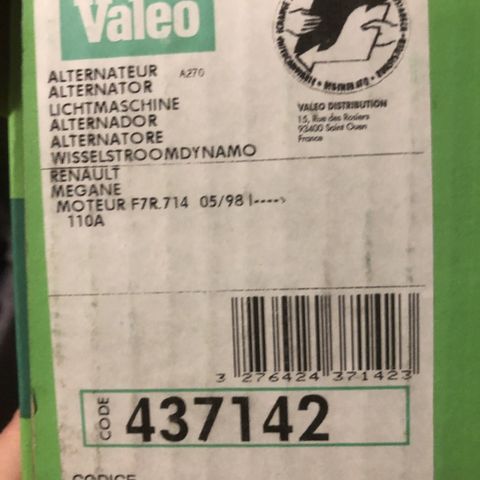 Valeo
ALTERNATEUR A270
ALTERNATOR
LICHTMASCHINE
ALTERNADOR
ALTERNATORE
WISSELSTROOMDYNAMO
RENAULT
MEGANE
MOTEUR F7R.714 05/98 I---->
110A
VALEO DISTRIBUTION
15, Rue des Rosiers
93400 Saint Ouen
France
3 276424 371423
CODE
437142
CODICE